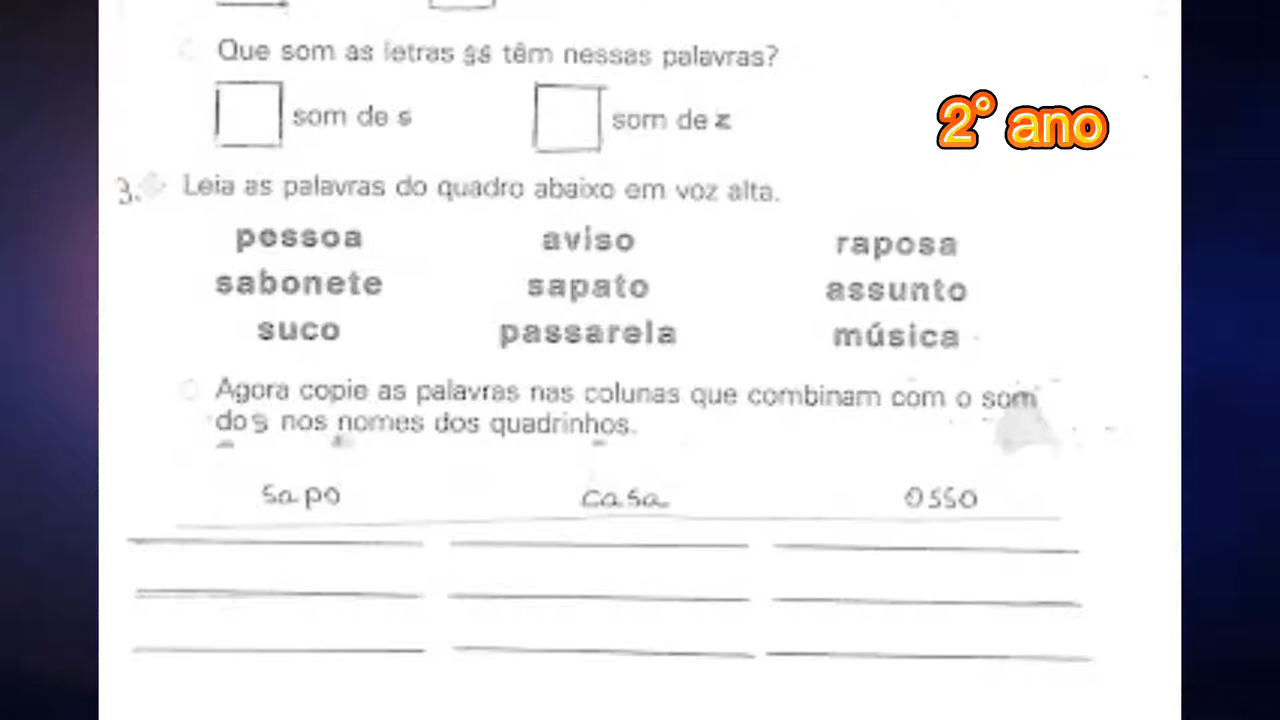 Que som as letras ss têm nessas palavras?
som de s som de z
2° ano
3. Leia as palavras do quadro abaixo em voz alta.
pessoa aviso raposa
sabonete sapato assunto
suco passarela música
Agora copie as palavras nas colunas que combinam com o som
do s nos nomes dos quadrinhos.
sapo casa osso